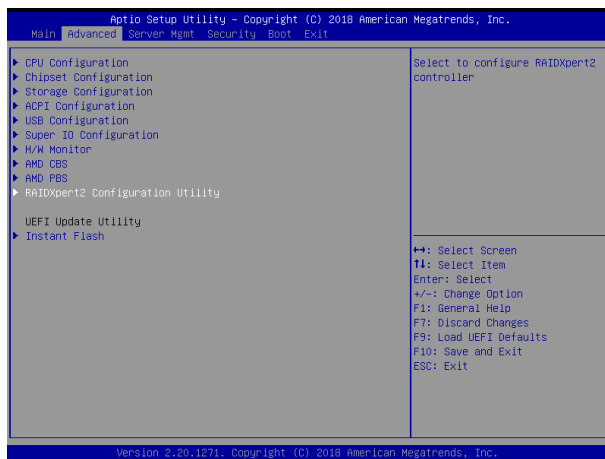 Aptio Setup Utility – Copyright (C) 2018 American Megatrends, Inc.
Main Advanced Server Mgmt Security Boot Exit
CPU Configuration
Chipset Configuration
Storage Configuration
ACPI Configuration
USB Configuration
Super IO Configuration
H/W Monitor
AMD CBS
AMD PBS
RAIDXpert2 Configuration Utility
UEFI Update Utility
Instant Flash
Select to configure RAIDXpert2
controller
↔: Select Screen
↑↓: Select Item
Enter: Select
+/-: Change Option
F1: General Help
F7: Discard Changes
F9: Load UEFI Defaults
F10: Save and Exit
ESC: Exit
Version 2.20.1271. Copyright (C) 2018 American Megatrends, Inc.